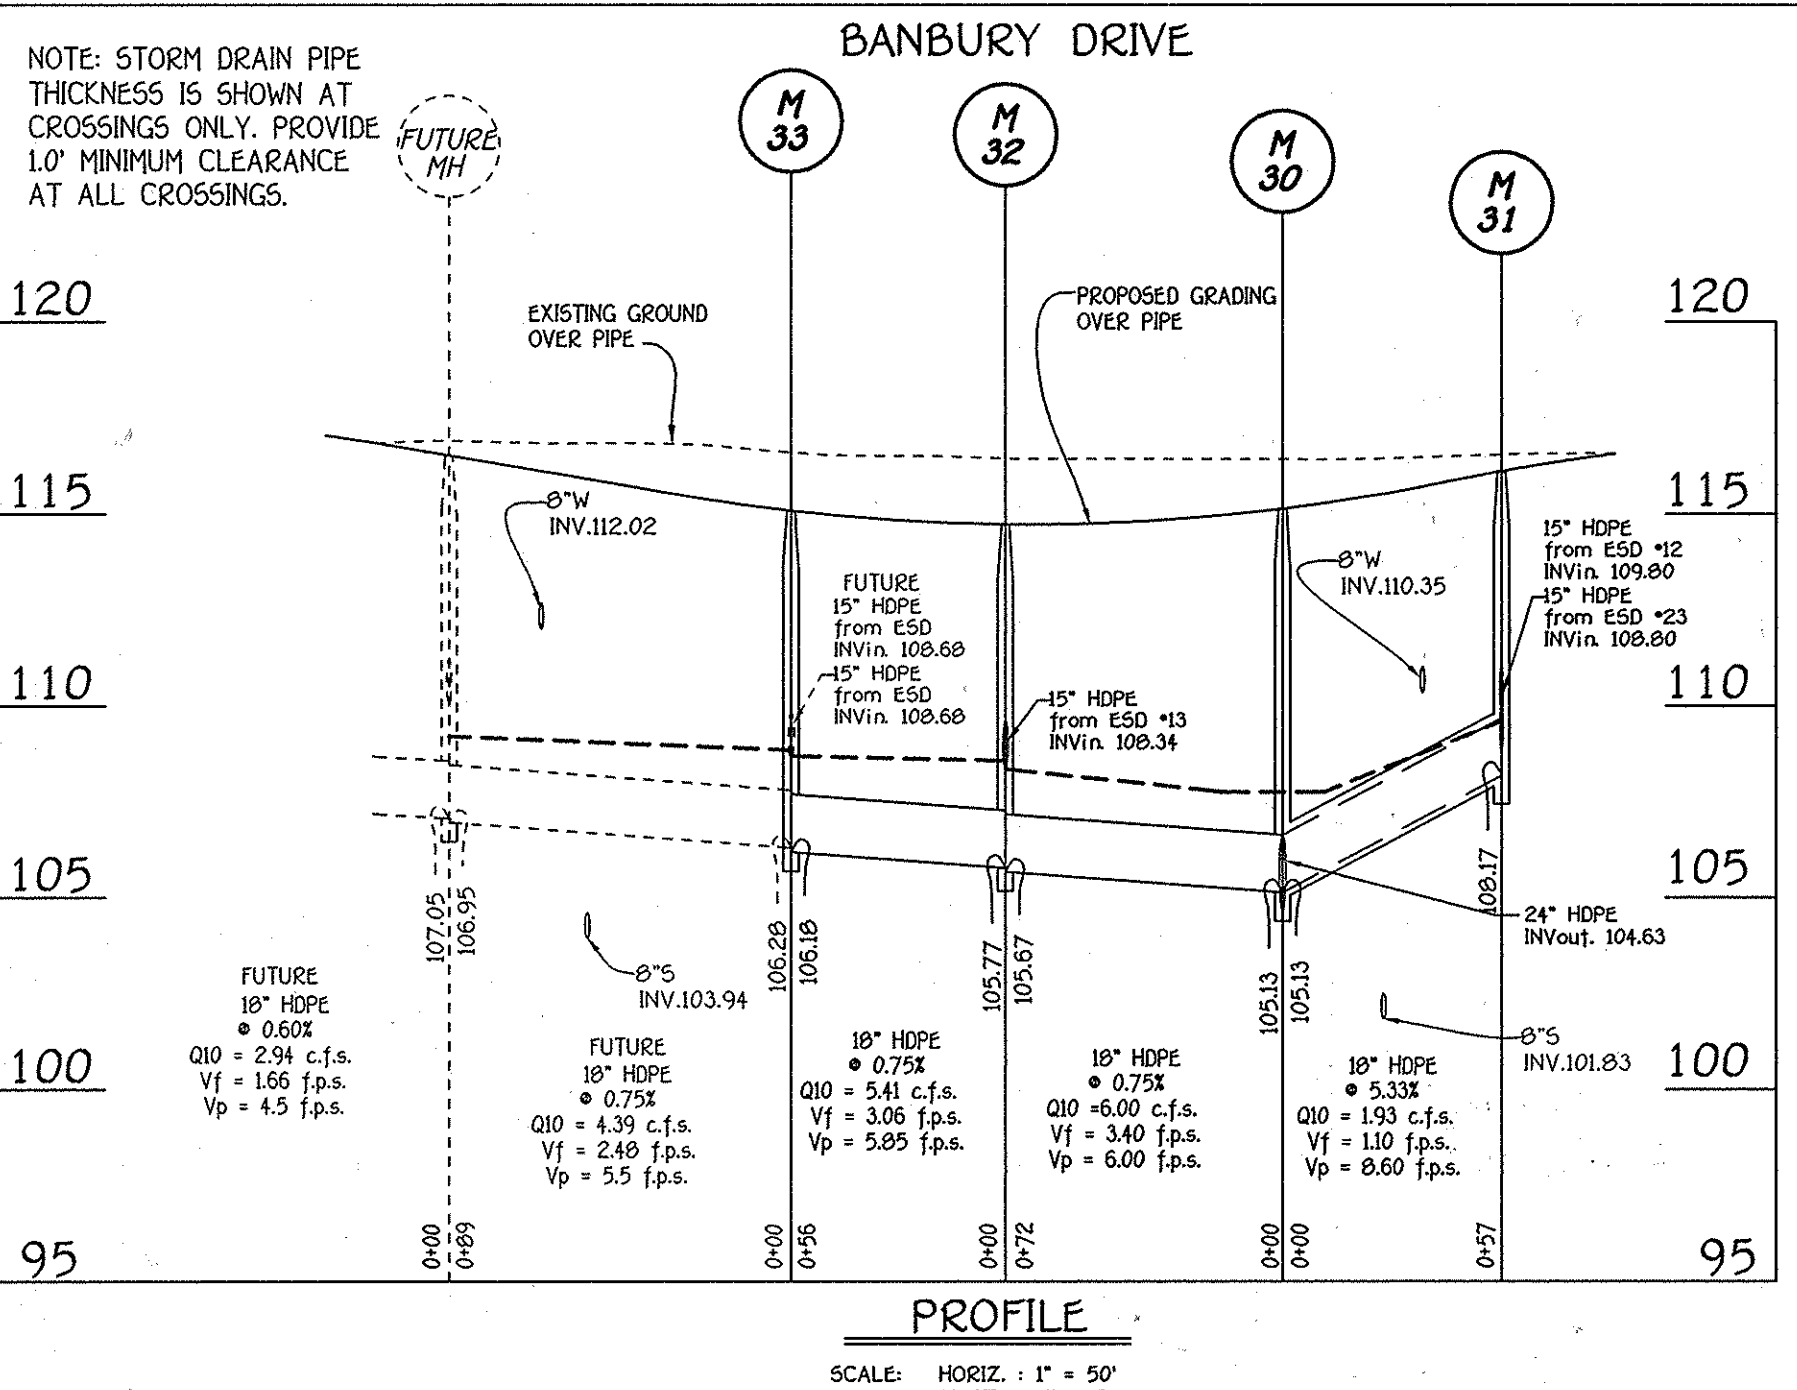 BANBURY DRIVE
NOTE: STORM DRAIN PIPE
THICKNESS IS SHOWN AT
CROSSINGS ONLY. PROVIDE
1.0' MINIMUM CLEARANCE
AT ALL CROSSINGS.
FUTURE
MH
M
33
M
32
M
30
M
31
120
120
EXISTING GROUND
OVER PIPE
PROPOSED GRADING
OVER PIPE
115
115
8"W
INV.112.02
8"W
INV.110.35
15" HDPE
from ESD •12
INVin. 109.80
15" HDPE
from ESD •23
INVin. 108.80
FUTURE
15" HDPE
from ESD
INVin. 108.68
15" HDPE
from ESD
INVin. 108.68
15" HDPE
from ESD •13
INVin. 108.34
110
110
105
105
107.05
106.95
106.28
106.18
105.77
105.67
105.13
105.13
108.17
24" HDPE
INVout. 104.63
8"S
INV.103.94
8"S
INV.101.83
FUTURE
18" HDPE
@ 0.60%
Q10 = 2.94 c.f.s.
Vf = 1.66 f.p.s.
Vp = 4.5 f.p.s.
FUTURE
18" HDPE
@ 0.75%
Q10 = 4.39 c.f.s.
Vf = 2.48 f.p.s.
Vp = 5.5 f.p.s.
18" HDPE
@ 0.75%
Q10 = 5.41 c.f.s.
Vf = 3.06 f.p.s.
Vp = 5.85 f.p.s.
18" HDPE
@ 0.75%
Q10 =6.00 c.f.s.
Vf = 3.40 f.p.s.
Vp = 6.00 f.p.s.
18" HDPE
@ 5.33%
Q10 = 1.93 c.f.s.
Vf = 1.10 f.p.s.
Vp = 8.60 f.p.s.
100
100
0+00
0+89
0+00
0+56
0+00
0+72
0+00
0+00
0+57
95
95
PROFILE
SCALE: HORIZ. : 1" = 50'